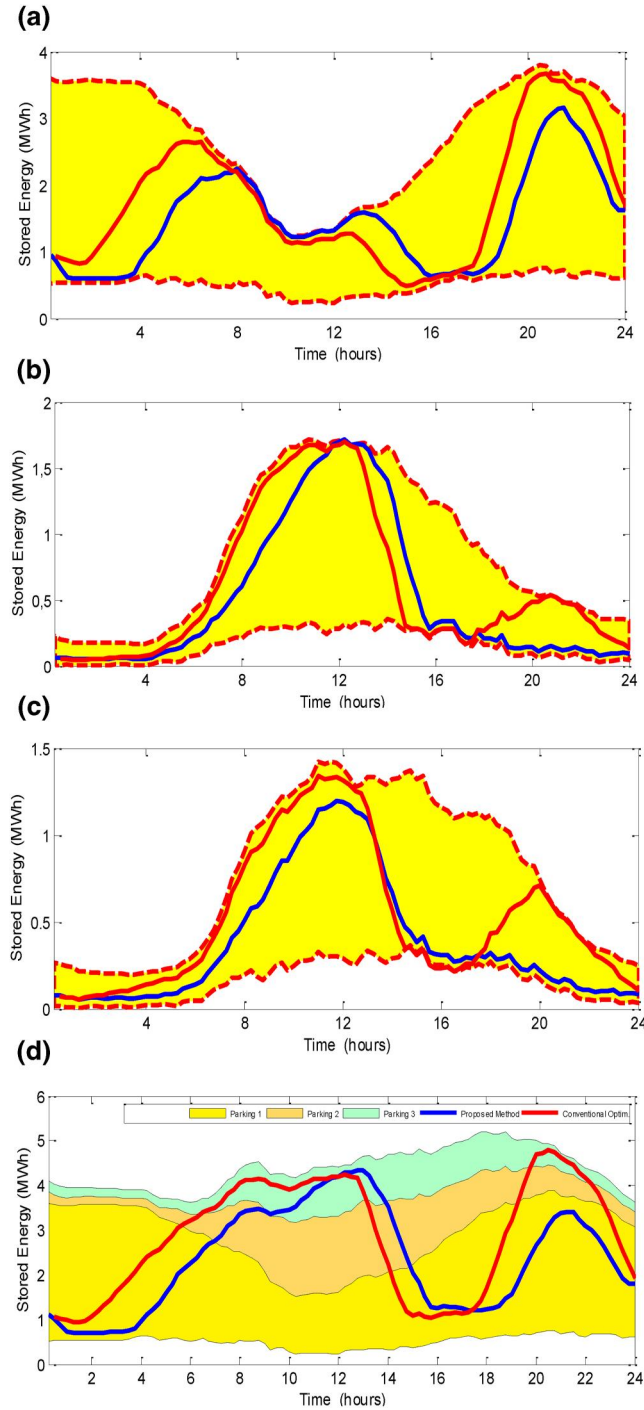 (a)
4
3
2
1
0
Stored Energy (MWh)
4 8 12 16 20 24
Time (hours)
(b)
2
1,5
1
0,5
0
Stored Energy (MWh)
4 8 12 16 20 24
Time (hours)
(c)
1.5
1
0.5
0
Stored Energy (MWh)
4 8 12 16 20 24
Time (hours)
(d)
Parking 1 Parking 2 Parking 3 Proposed Method Conventional Optim.
6
5
4
3
2
1
0
Stored Energy (MWh)
2 4 6 8 10 12 14 16 18 20 22 24
Time (hours)